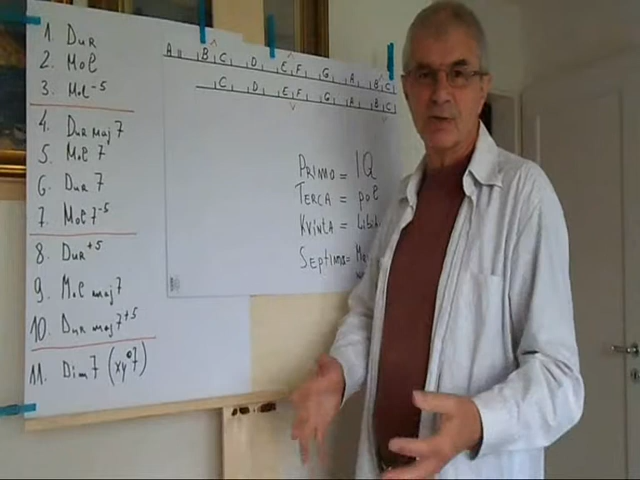 1. Dur
2. Mol
3. Mol-5
4. Dur maj 7
5. Mol 7
6. Dur 7
7. Mol 7-5
8. Dur+5
9. Mol maj 7
10. Dur maj 7+5
11. Dim 7 (xy°7)
A B C D E F G A B C
C D E F G A B C
Primo = IQ
Terca = pol
Kvinta =
Septima=